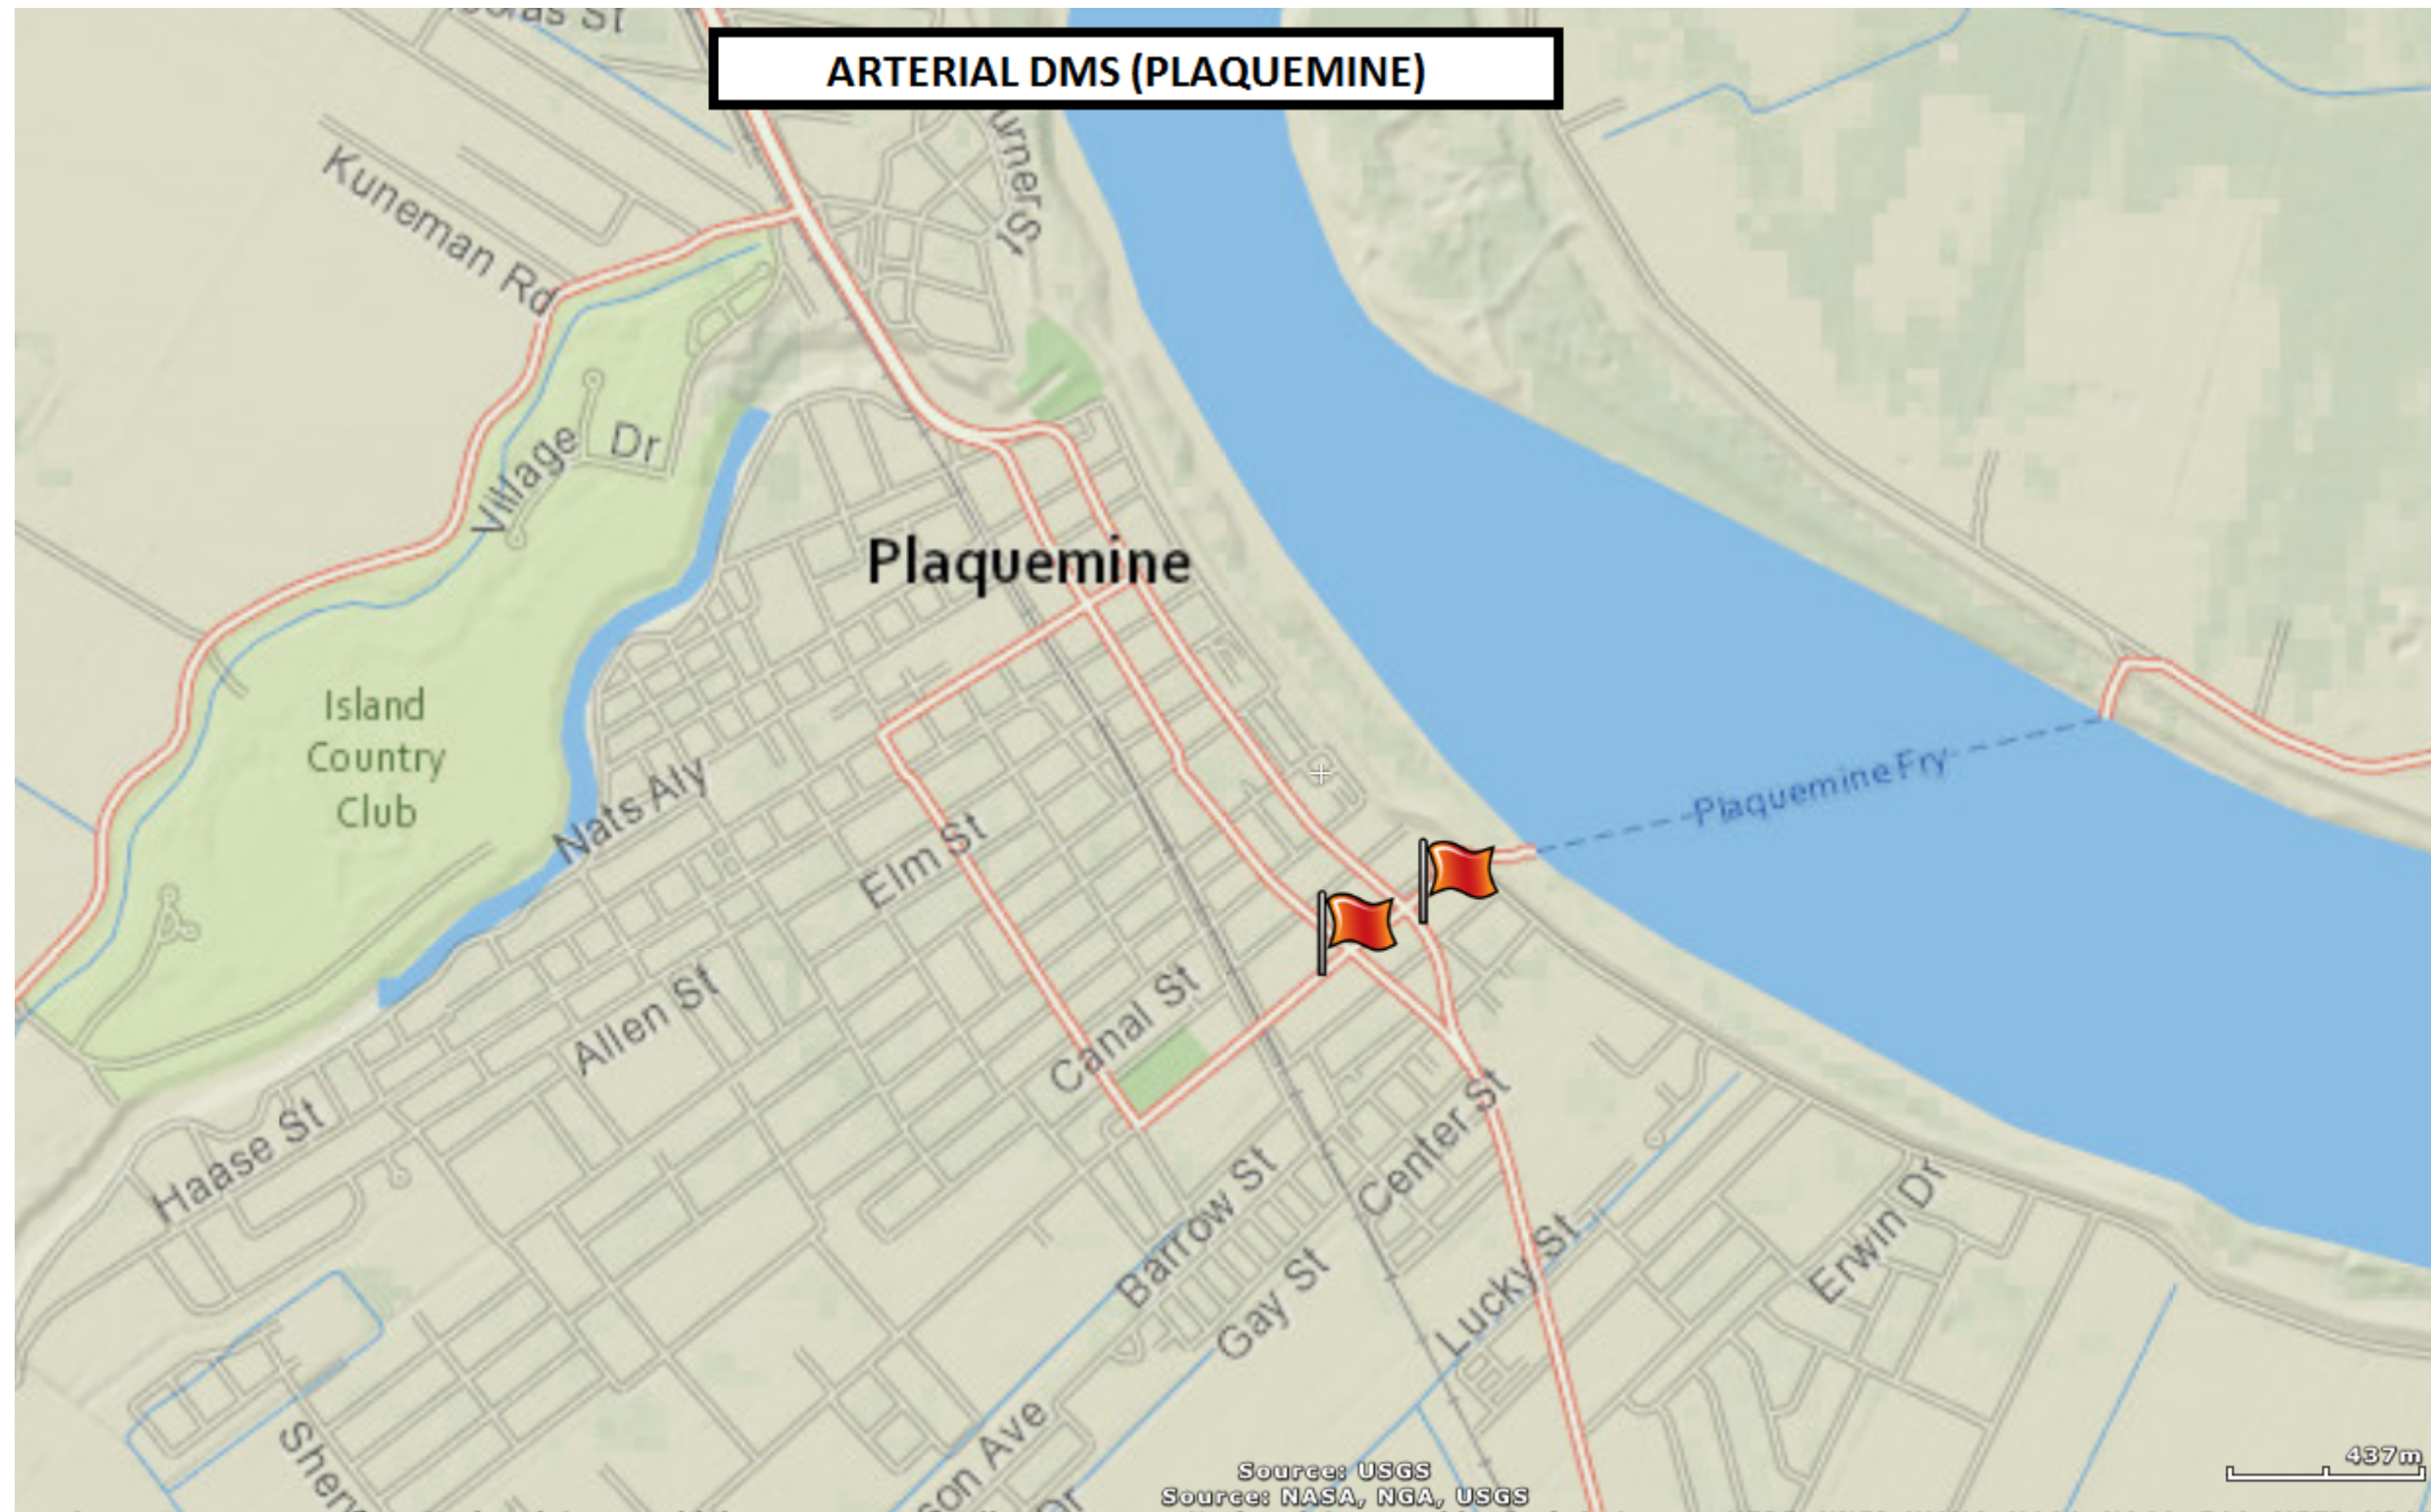 ARTERIAL DMS (PLAQUEMINE)
Kuneman Rd
Village Dr
Plaquemine
Island
Country
Club
Nats Aly
Elm St
Plaquemine Fry
Allen St
Canal St
Haase St
Center St
Barrow St
Erwin Dr
Lucky St
Gay St
437m
Source: USGS
Source: NASA, NGA, USGS